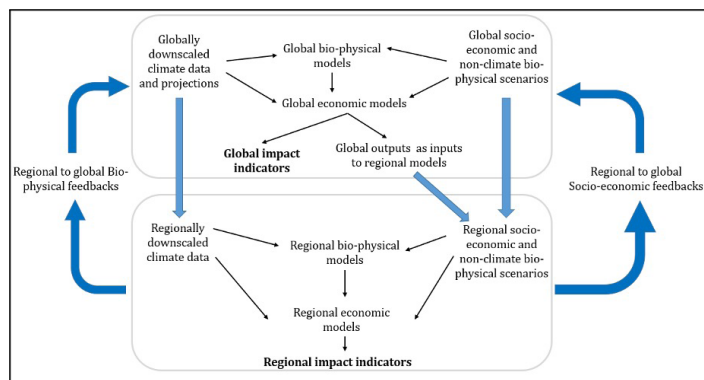 Globally
downscaled
climate data
and projections
Global bio-physical
models
Global socio-
economic and
non-climate bio-
physical scenarios
Global economic models
Global impact
indicators
Global outputs as inputs
to regional models
Regional to global Bio-
physical feedbacks
Regional to global
Socio-economic feedbacks
Regionally
downscaled
climate data
Regional bio-physical
models
Regional socio-
economic and
non-climate bio-
physical scenarios
Regional economic
models
Regional impact indicators